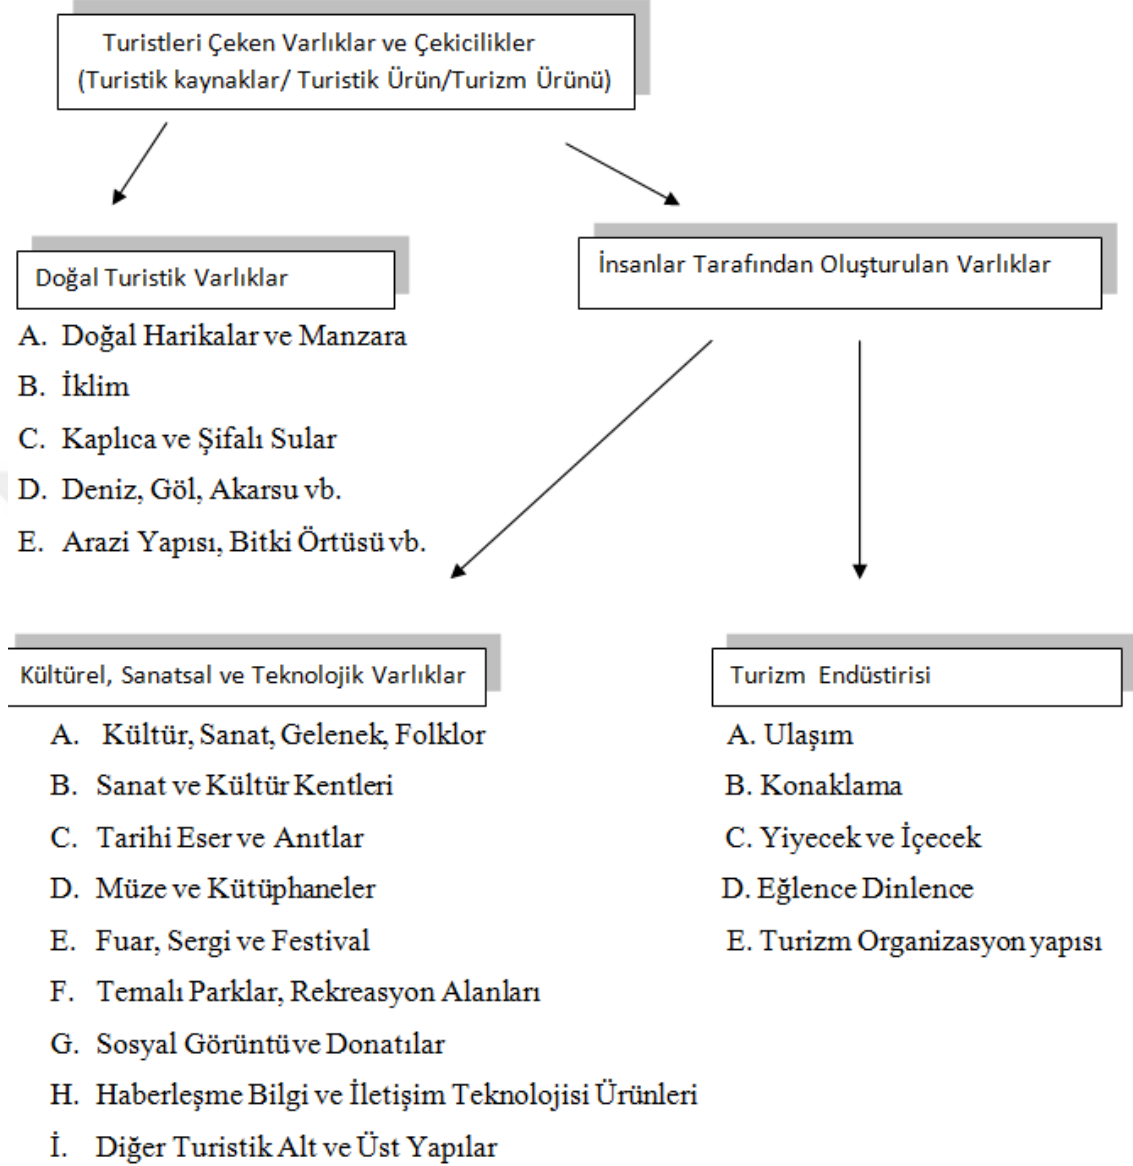 Turistleri Çeken Varlıklar ve Çekicilikler
(Turistik kaynaklar/ Turistik Ürün/Turizm Ürünü)
Doğal Turistik Varlıklar
A. Doğal Harikalar ve Manzara
B. İklim
C. Kaplıca ve Şifalı Sular
D. Deniz, Göl, Akarsu vb.
E. Arazi Yapısı, Bitki Örtüsü vb.
İnsanlar Tarafından Oluşturulan Varlıklar
Kültürel, Sanatsal ve Teknolojik Varlıklar
A. Kültür, Sanat, Gelenek, Folklor
B. Sanat ve Kültür Kentleri
C. Tarihi Eser ve Anıtlar
D. Müze ve Kütüphaneler
E. Fuar, Sergi ve Festival
F. Temalı Parklar, Rekreasyon Alanları
G. Sosyal Görüntü ve Donatılar
H. Haberleşme Bilgi ve İletişim Teknolojisi Ürünleri
İ. Diğer Turistik Alt ve Üst Yapılar
Turizm Endüstirisi
A. Ulaşım
B. Konaklama
C. Yiyecek ve İçecek
D. Eğlence Dinlence
E. Turizm Organizasyon yapısı